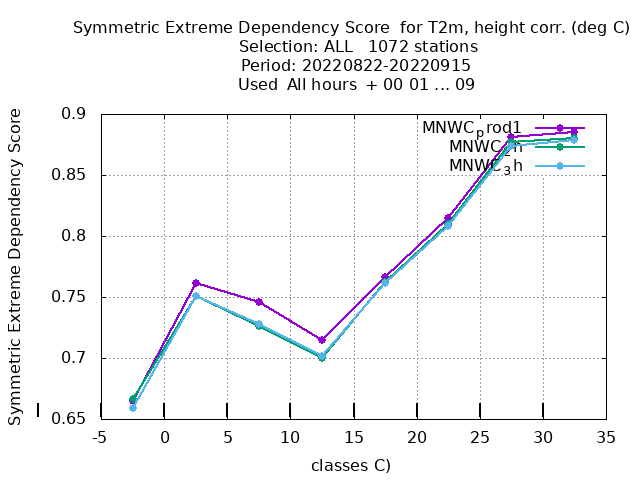 Symmetric Extreme Dependency Score  for T2m, height corr. (deg C)
Selection: ALL   1072 stations
Period: 20220822-20220915
Used  All hours  + 00 01 ... 09
Symmetric Extreme Dependency Score
0.9
0.85
0.8
0.75
0.7
0.65
MNWC_prod1
MNWC_2h
MNWC_3h
-5 0 5 10 15 20 25 30 35
classes C)